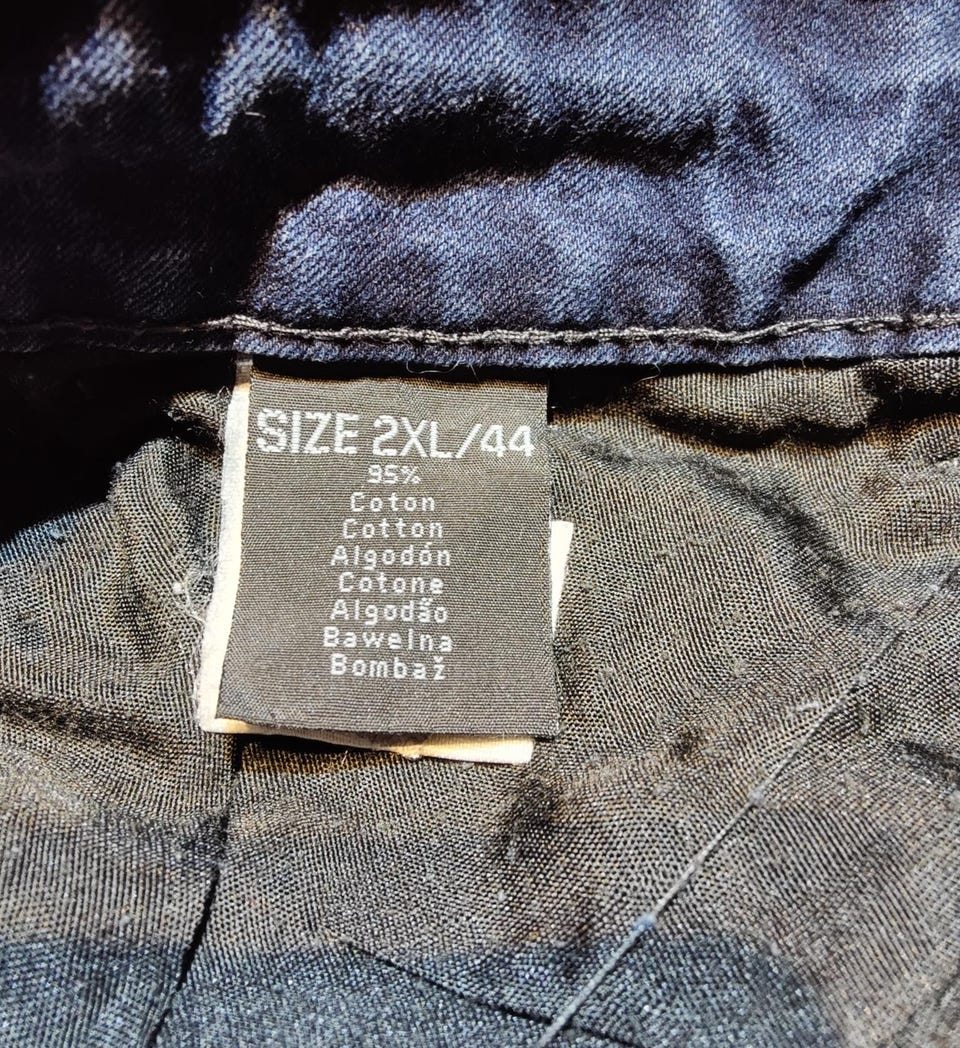 SIZE 2XL/44
95%
Coton
Cotton
Algodón
Cotone
Algodão
Bawelna
Bombaž